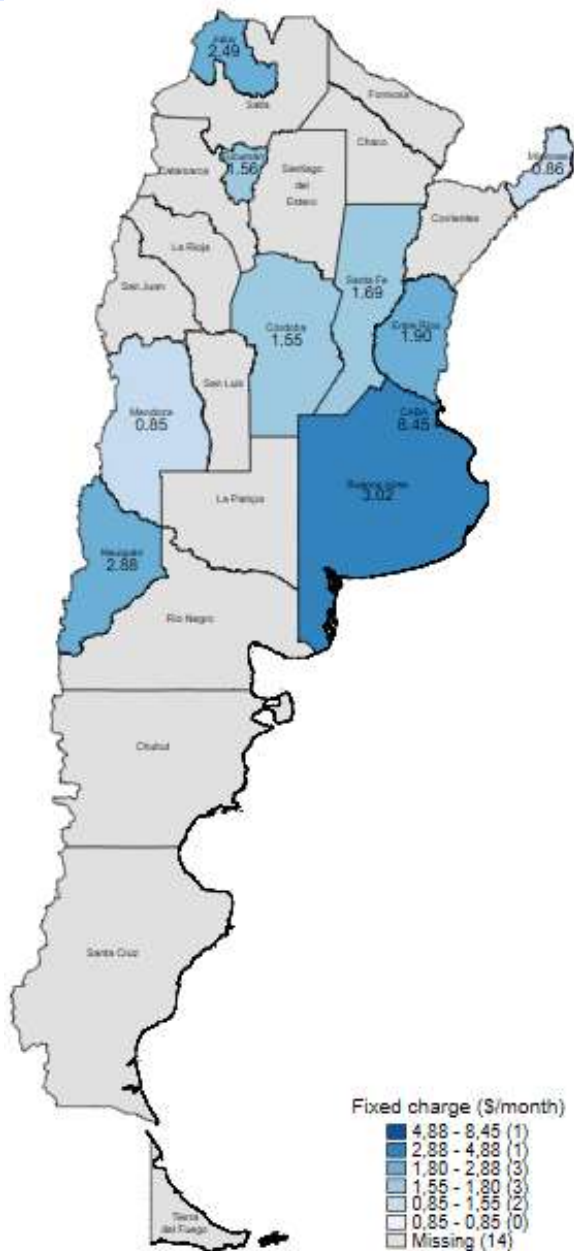 Jujuy
2.49
Salta
Formosa
Chaco
Misiones
0.86
Tucumán
1.56
Catamarca
Santiago
del
Estero
Corrientes
La Rioja
Santa Fe
1.69
San Juan
Entre Ríos
1.90
Córdoba
1.55
San Luis
Mendoza
0.85
CABA
8.45
Buenos Aires
3.02
La Pampa
Neuquén
2.88
Río Negro
Chubut
Santa Cruz
Tierra
del Fuego
Fixed charge ($/month)
4,88 - 8,45 (1)
2,88 - 4,88 (1)
1,80 - 2,88 (3)
1,55 - 1,80 (3)
0,85 - 1,55 (2)
0,85 - 0,85 (0)
Missing (14)